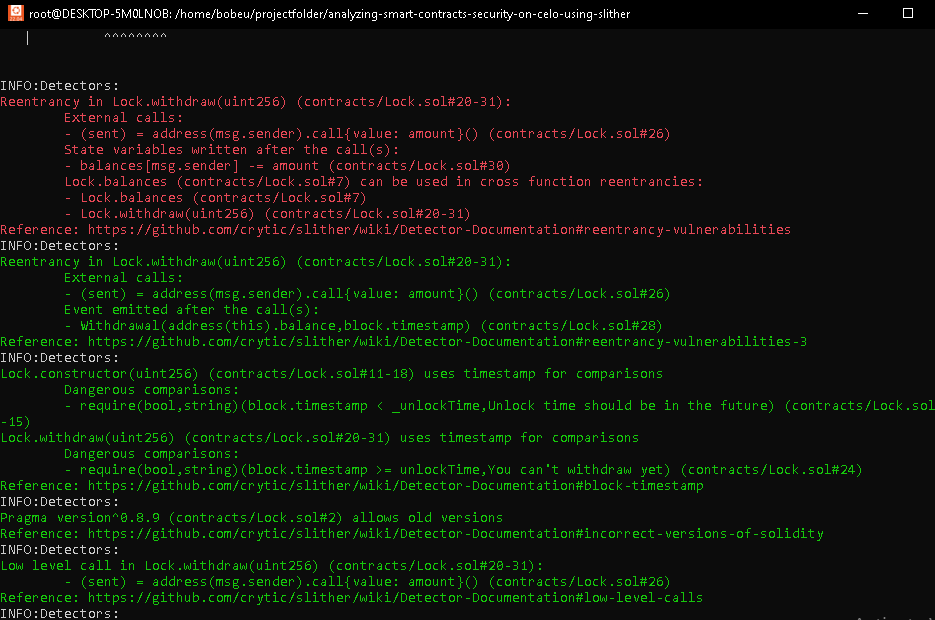 root@DESKTOP-5M0LNOB: /home/bobeu/projectfolder/analyzing-smart-contracts-security-on-celo-using-slither
| ^^^^^^^^
INFO:Detectors:
Reentrancy in Lock.withdraw(uint256) (contracts/Lock.sol#20-31):
External calls:
- (sent) = address(msg.sender).call{value: amount}() (contracts/Lock.sol#26)
State variables written after the call(s):
- balances[msg.sender] -= amount (contracts/Lock.sol#30)
Lock.balances (contracts/Lock.sol#7) can be used in cross function reentrancies:
- Lock.balances (contracts/Lock.sol#7)
- Lock.withdraw(uint256) (contracts/Lock.sol#20-31)
Reference: https://github.com/crytic/slither/wiki/Detector-Documentation#reentrancy-vulnerabilities
INFO:Detectors:
Reentrancy in Lock.withdraw(uint256) (contracts/Lock.sol#20-31):
External calls:
- (sent) = address(msg.sender).call{value: amount}() (contracts/Lock.sol#26)
Event emitted after the call(s):
- Withdrawal(address(this).balance,block.timestamp) (contracts/Lock.sol#28)
Reference: https://github.com/crytic/slither/wiki/Detector-Documentation#reentrancy-vulnerabilities-3
INFO:Detectors:
Lock.constructor(uint256) (contracts/Lock.sol#11-18) uses timestamp for comparisons
Dangerous comparisons:
- require(bool,string)(block.timestamp < _unlockTime,Unlock time should be in the future) (contracts/Lock.sol
-15)
Lock.withdraw(uint256) (contracts/Lock.sol#20-31) uses timestamp for comparisons
Dangerous comparisons:
- require(bool,string)(block.timestamp >= unlockTime,You can't withdraw yet) (contracts/Lock.sol#24)
Reference: https://github.com/crytic/slither/wiki/Detector-Documentation#block-timestamp
INFO:Detectors:
Pragma version^0.8.9 (contracts/Lock.sol#2) allows old versions
Reference: https://github.com/crytic/slither/wiki/Detector-Documentation#incorrect-versions-of-solidity
INFO:Detectors:
Low level call in Lock.withdraw(uint256) (contracts/Lock.sol#20-31):
- (sent) = address(msg.sender).call{value: amount}() (contracts/Lock.sol#26)
Reference: https://github.com/crytic/slither/wiki/Detector-Documentation#low-level-calls
INFO:Detectors: